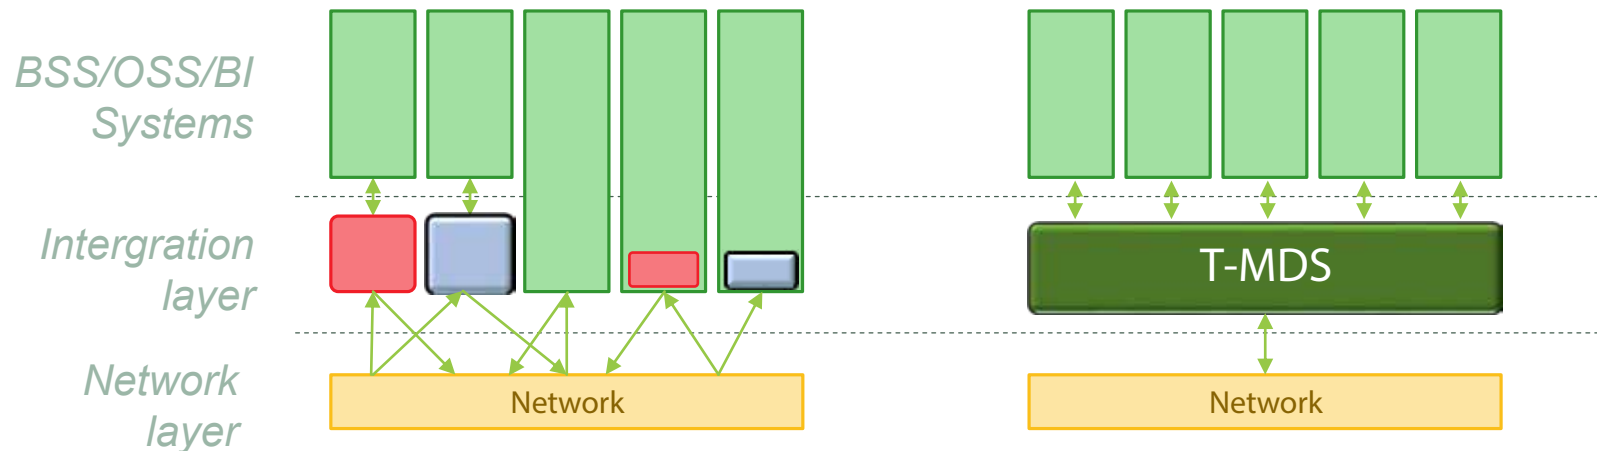 BSS/OSS/BI
Systems
Intergration
layer
T-MDS
Network
layer
Network
Network